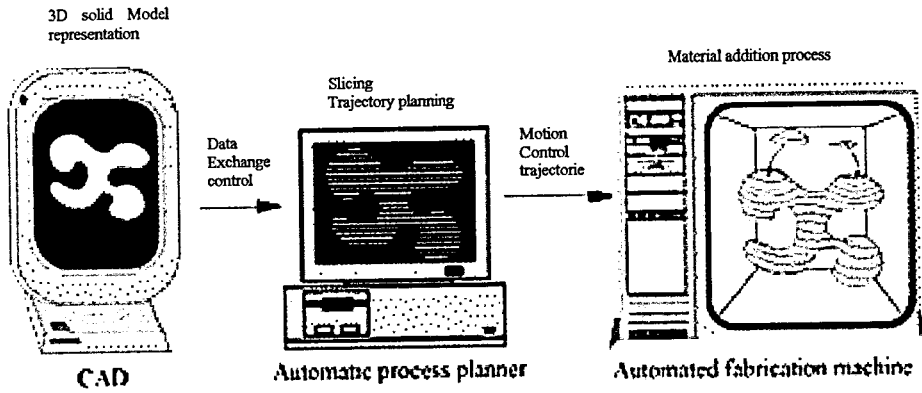 3D solid Model
representation
Slicing
Trajectory planning
Material addition process
Data
Exchange
control
Motion
Control
trajectorie
CAD
Automatic process planner
Automated fabrication machine